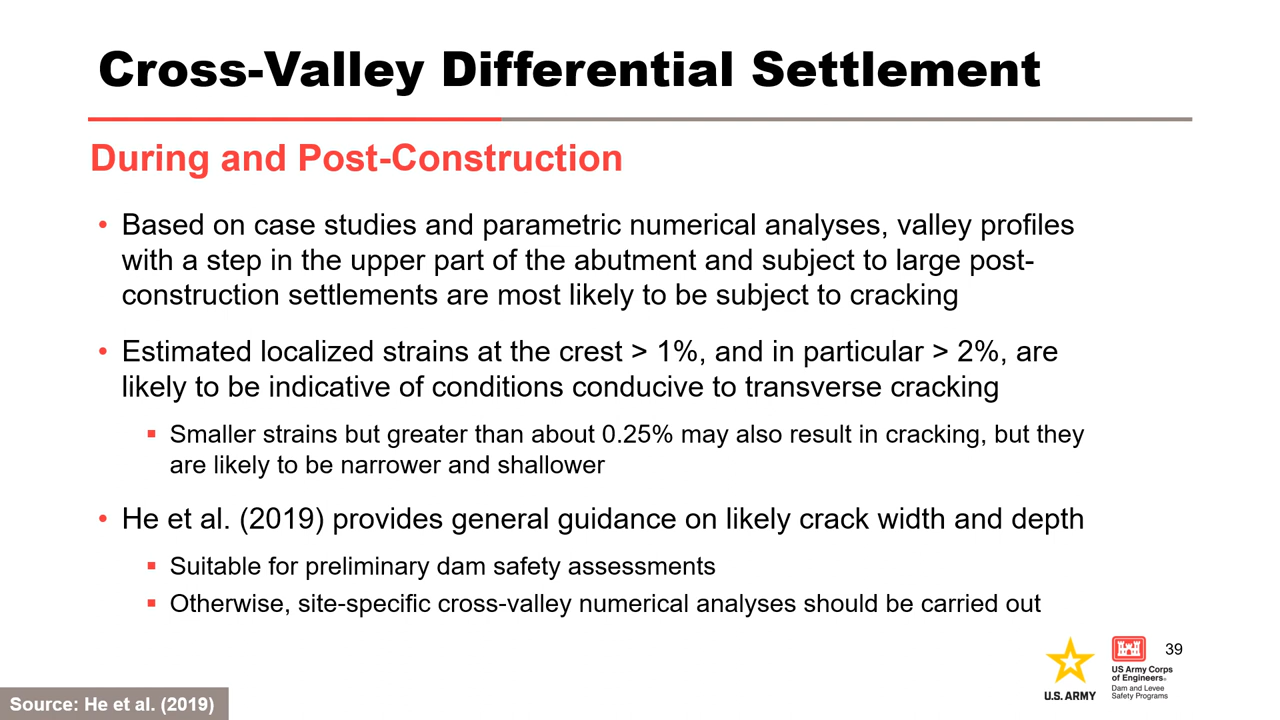 Cross-Valley Differential Settlement
During and Post-Construction
• Based on case studies and parametric numerical analyses, valley profiles
with a step in the upper part of the abutment and subject to large post-
construction settlements are most likely to be subject to cracking
• Estimated localized strains at the crest > 1%, and in particular > 2%, are
likely to be indicative of conditions conducive to transverse cracking
▪ Smaller strains but greater than about 0.25% may also result in cracking, but they
are likely to be narrower and shallower
• He et al. (2019) provides general guidance on likely crack width and depth
▪ Suitable for preliminary dam safety assessments
▪ Otherwise, site-specific cross-valley numerical analyses should be carried out
39
U.S. ARMY
US Army Corps
of Engineers®
Dam and Levee
Safety Programs
Source: He et al. (2019)